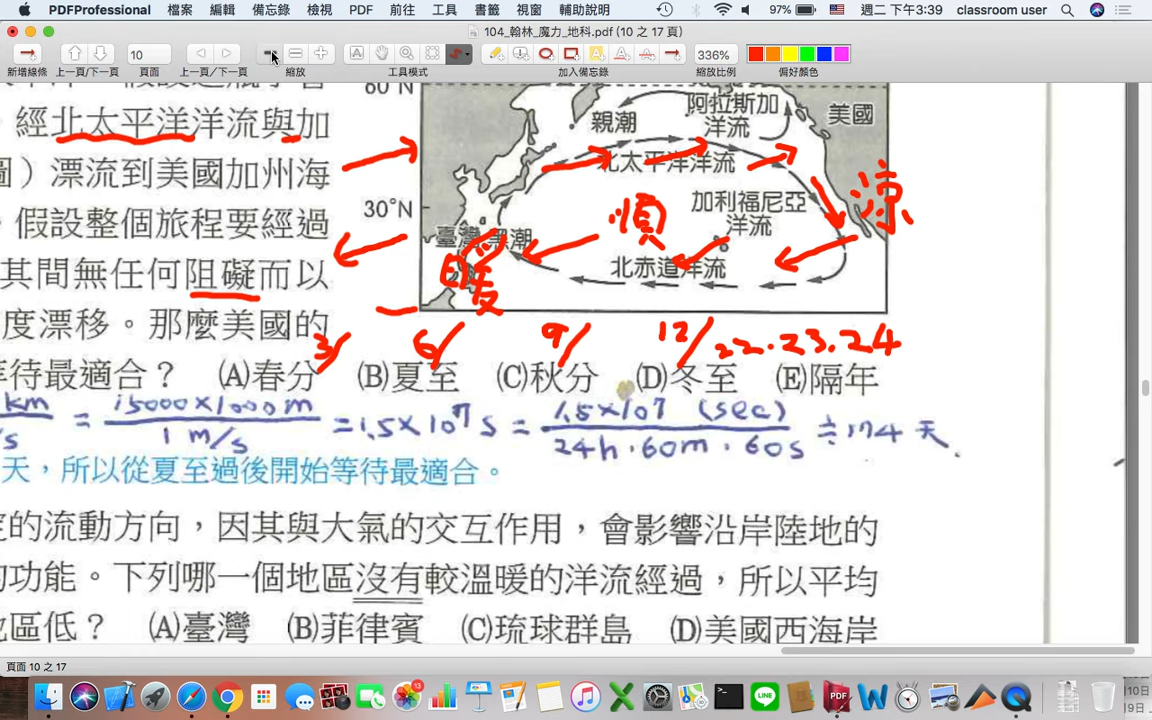 PDFProfessional 檔案 編輯 備忘錄 檢視 PDF 前往 工具 書籤 視窗 輔助說明 97% 週二 下午3:39 classroom user
104_翰林_魔力_地科.pdf (10 之 17 頁)
10 336%
新增線條 上一頁/下一頁 頁面 上一頁/下一頁 縮放 工具模式 加入備忘錄 縮放比例 偏好顏色
60°N 阿拉斯加 洋流 美國
經北太平洋洋流與加 親潮
北太平洋洋流
圖）漂流到美國加州海 涼
30°N 加利福尼亞 洋流
假設整個旅程要經過
臺灣 黑潮 順
其間無任何阻礙而以 暖 北赤道洋流
度漂移。那麼美國的 3/ 6/ 9/ 12/ 22.23.24
等待最適合？ (A)春分 (B)夏至 (C)秋分 (D)冬至 (E)隔年
km = 15000×1000m / 1 m/s = 1.5×10⁷ s = 1.5×10⁷ (sec) / 24h·60m·60s ≒174 天.
天，所以從夏至過後開始等待最適合。
的流動方向，因其與大氣的交互作用，會影響沿岸陸地的
功能。下列哪一個地區沒有較溫暖的洋流經過，所以平均
地區低？ (A)臺灣 (B)菲律賓 (C)琉球群島 (D)美國西海岸
頁面 10 之 17